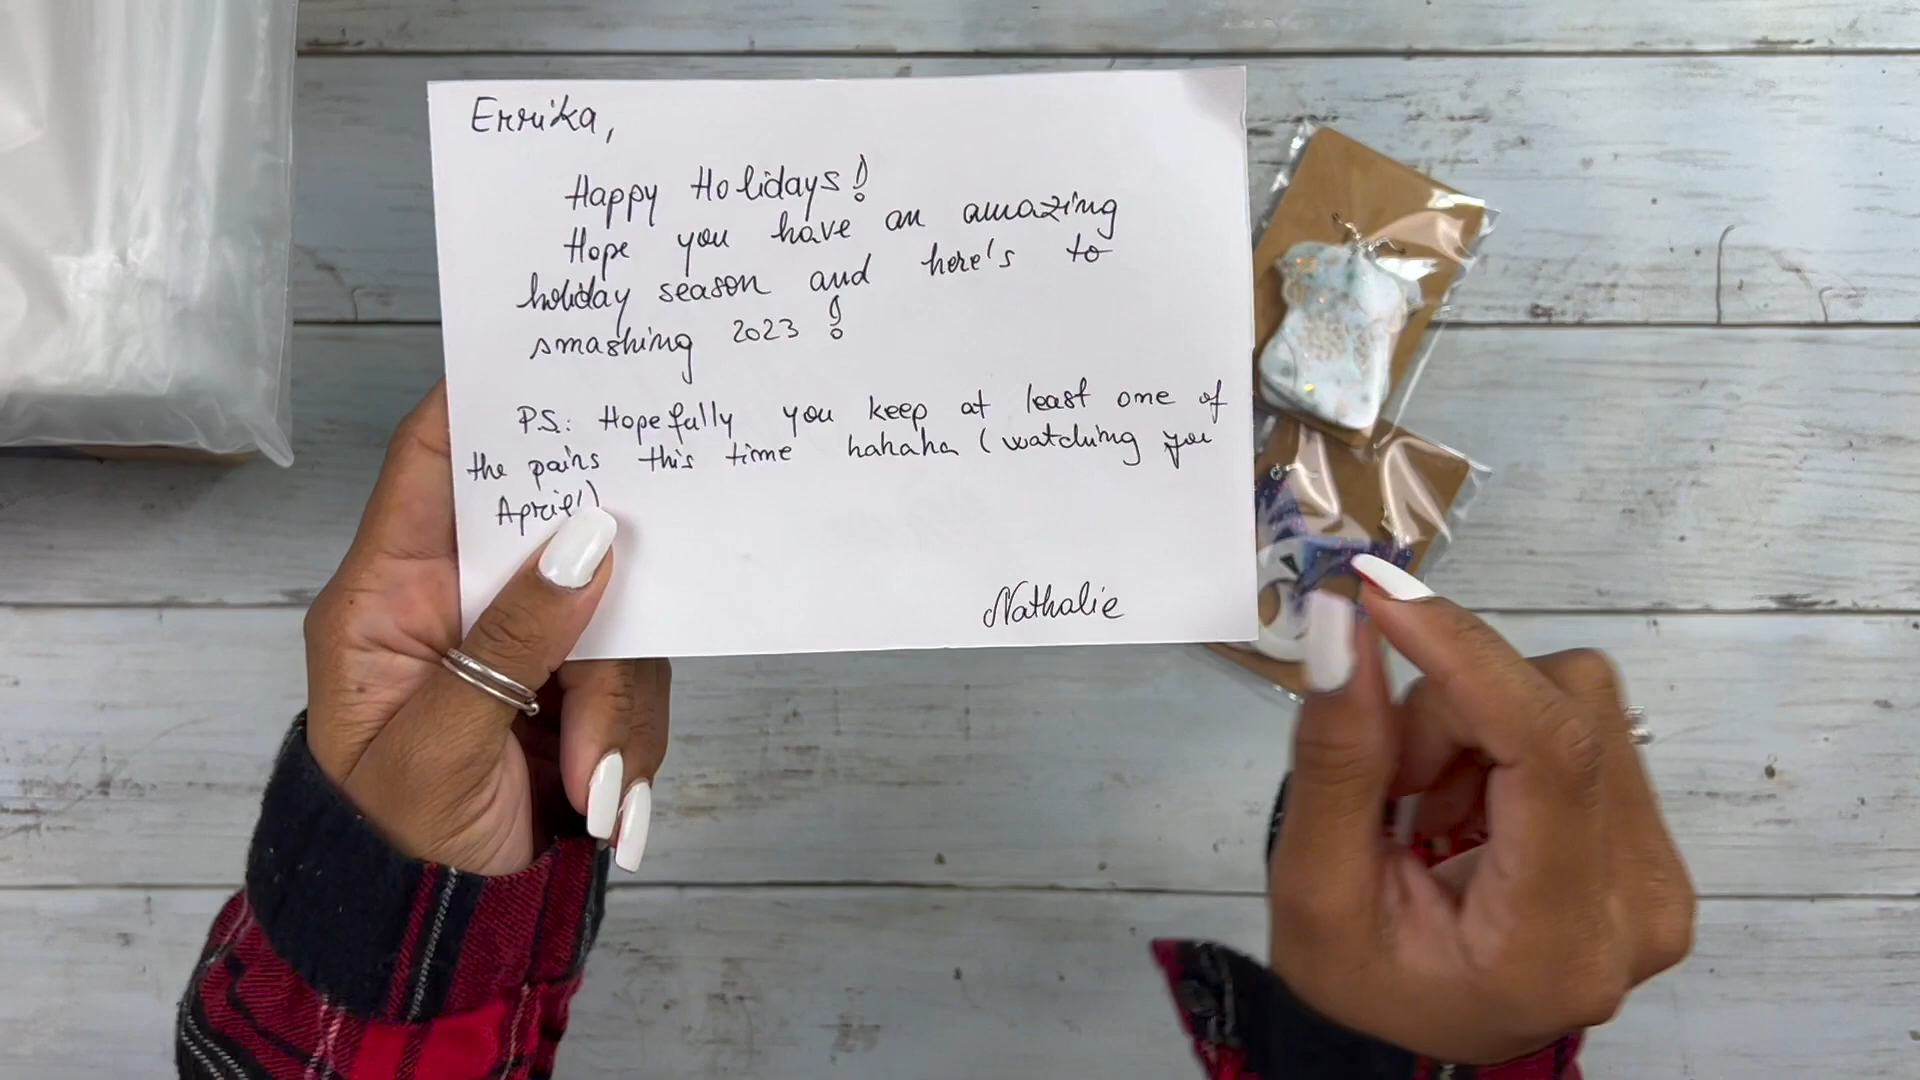 Errika,
Happy Holidays!
Hope you have an amazing
holiday season and here's to
smashing 2023!
P.S.: Hopefully you keep at least one of
the pairs this time hahaha (watching you
April!)
Nathalie